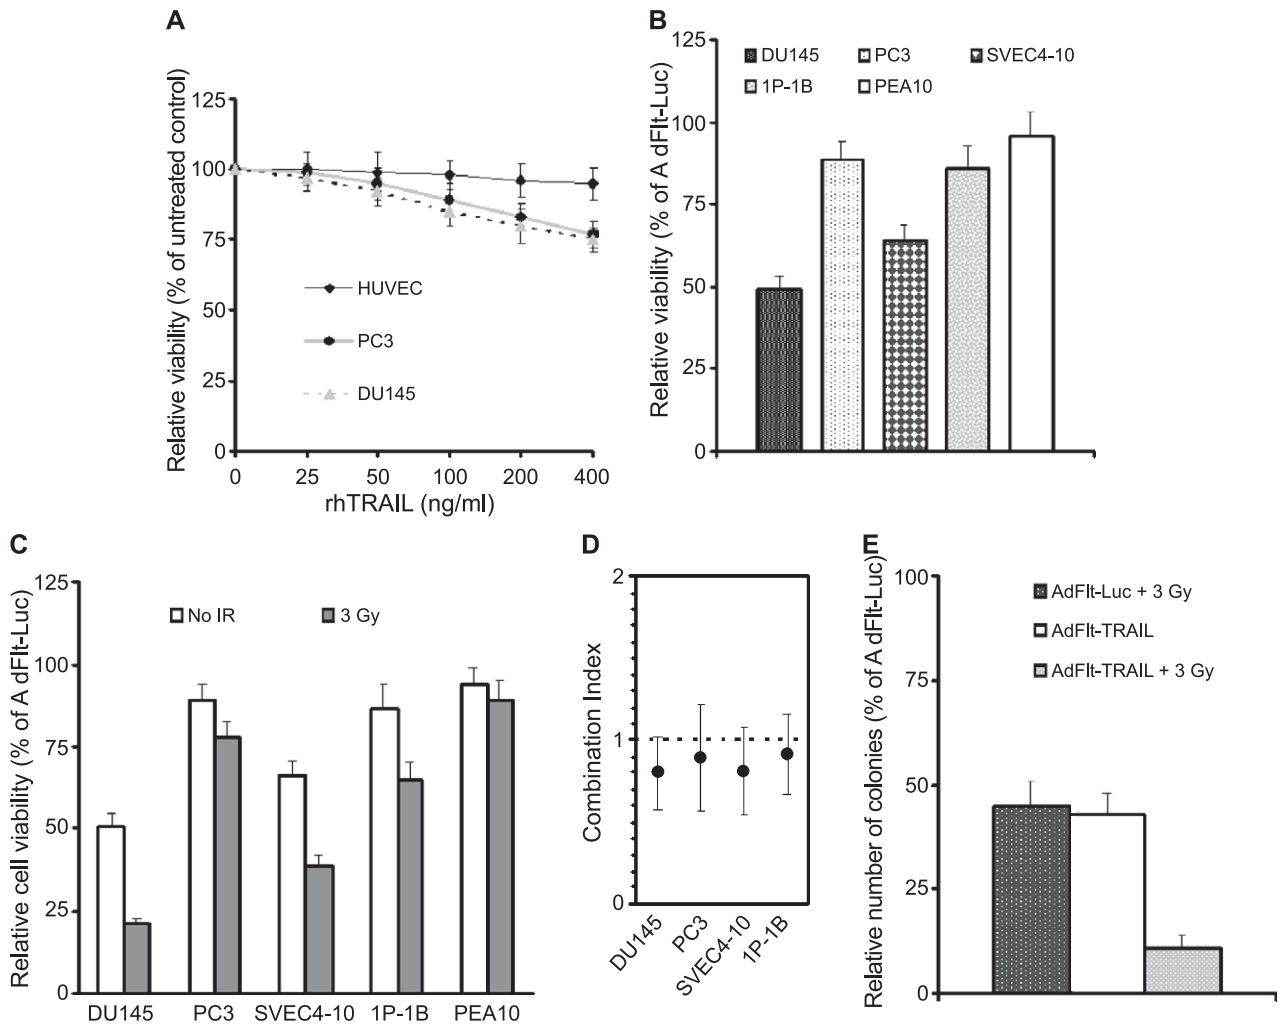 A
Relative viability (% of untreated control)
125
100
75
50
25
0
HUVEC
PC3
DU145
0 25 50 100 200 400
rhTRAIL (ng/ml)
B
Relative viability (% of A dFlt-Luc)
125
100
75
50
25
0
DU145 PC3 SVEC4-10
1P-1B PEA10
C
Relative cell viability (% of A dFlt-Luc)
125
100
75
50
25
0
No IR 3 Gy
DU145 PC3 SVEC4-10 1P-1B PEA10
D
Combination Index
2
1
0
DU145
PC3
SVEC4-10
1P-1B
E
Relative number of colonies (% of A dFlt-Luc)
100
75
50
25
0
AdFlt-Luc + 3 Gy
AdFlt-TRAIL
AdFlt-TRAIL + 3 Gy